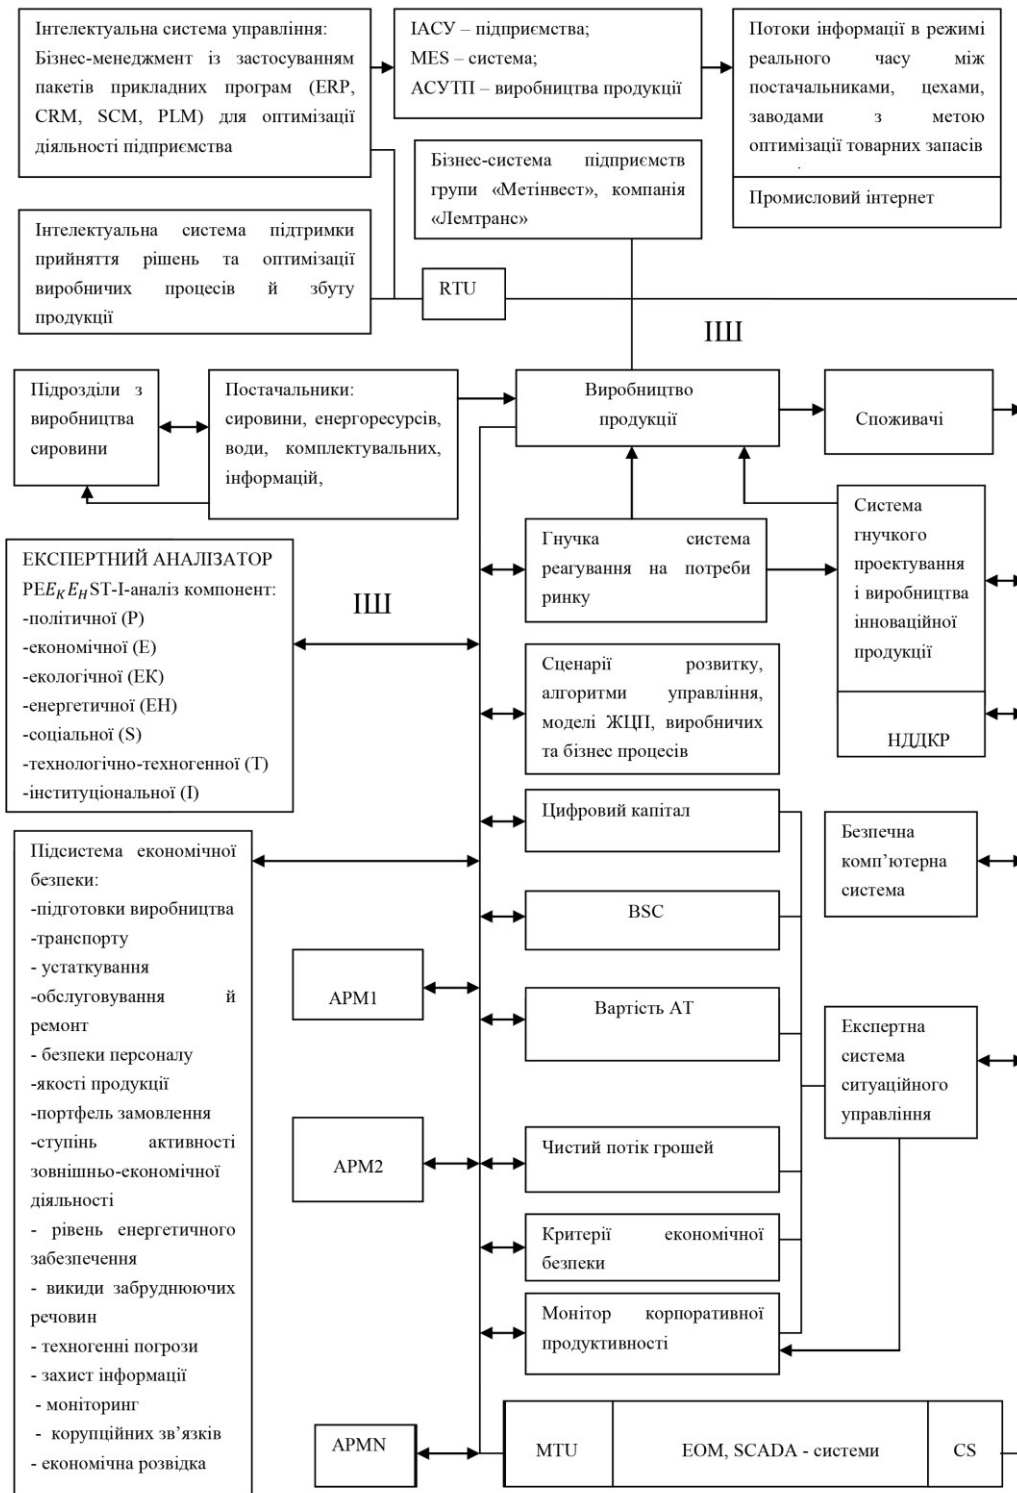 Інтелектуальна система управління:
Бізнес-менеджмент із застосуванням
пакетів прикладних програм (ERP,
CRM, SCM, PLM) для оптимізації
діяльності підприємства
ІАСУ – підприємства;
MES – система;
АСУТП – виробництва продукції
Потоки інформації в режимі
реального часу між
постачальниками, цехами,
заводами з метою
оптимізації товарних запасів
Промисловий інтернет
Бізнес-система підприємств
групи «Метінвест», компанія
«Лемтранс»
Інтелектуальна система підтримки
прийняття рішень та оптимізації
виробничих процесів й збуту
продукції
RTU
ІШ
Підрозділи з
виробництва
сировини
Постачальники:
сировини, енергоресурсів,
води, комплектувальних,
інформацій,
Виробництво
продукції
Споживачі
Гнучка система
реагування на потреби
ринку
Система
гнучкого
проектування
і виробництва
інноваційної
продукції
НДДКР
ЕКСПЕРТНИЙ АНАЛІЗАТОР
PEE_KE_HST-I-аналіз компонент:
-політичної (P)
-економічної (E)
-екологічної (EK)
-енергетичної (EH)
-соціальної (S)
-технологічно-техногенної (T)
-інституціональної (I)
ІШ
Сценарії розвитку,
алгоритми управління,
моделі ЖЦП, виробничих
та бізнес процесів
Цифровий капітал
Безпечна
комп’ютерна
система
Підсистема економічної
безпеки:
-підготовки виробництва
-транспорту
- устаткування
-обслуговування й
ремонт
- безпеки персоналу
-якості продукції
-портфель замовлення
-ступінь активності
зовнішньо-економічної
діяльності
- рівень енергетичного
забезпечення
- викиди забруднюючих
речовин
- техногенні погрози
- захист інформації
- моніторинг
- корупційних зв’язків
- економічна розвідка
BSC
АРМ1
Вартість АТ
Експертна
система
ситуаційного
управління
АРМ2
Чистий потік грошей
Критерії економічної
безпеки
Монітор корпоративної
продуктивності
АРМN
MTU
ЕОМ, SCADA - системи
CS